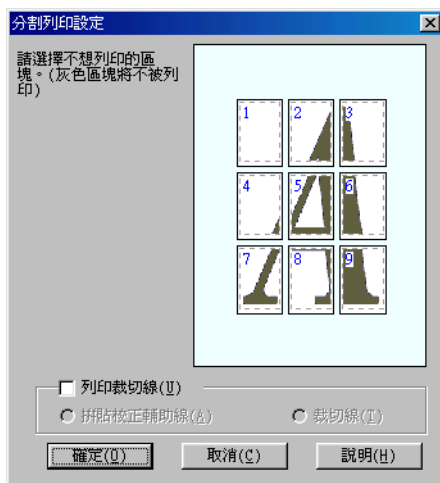 分割列印設定
請選擇不想列印的區
塊。(灰色區塊將不被列
印)
1
2
3
4
5
6
7
8
9
列印裁切線(U)
拼貼校正輔助線(A)
裁切線(T)
確定(O)
取消(C)
說明(H)